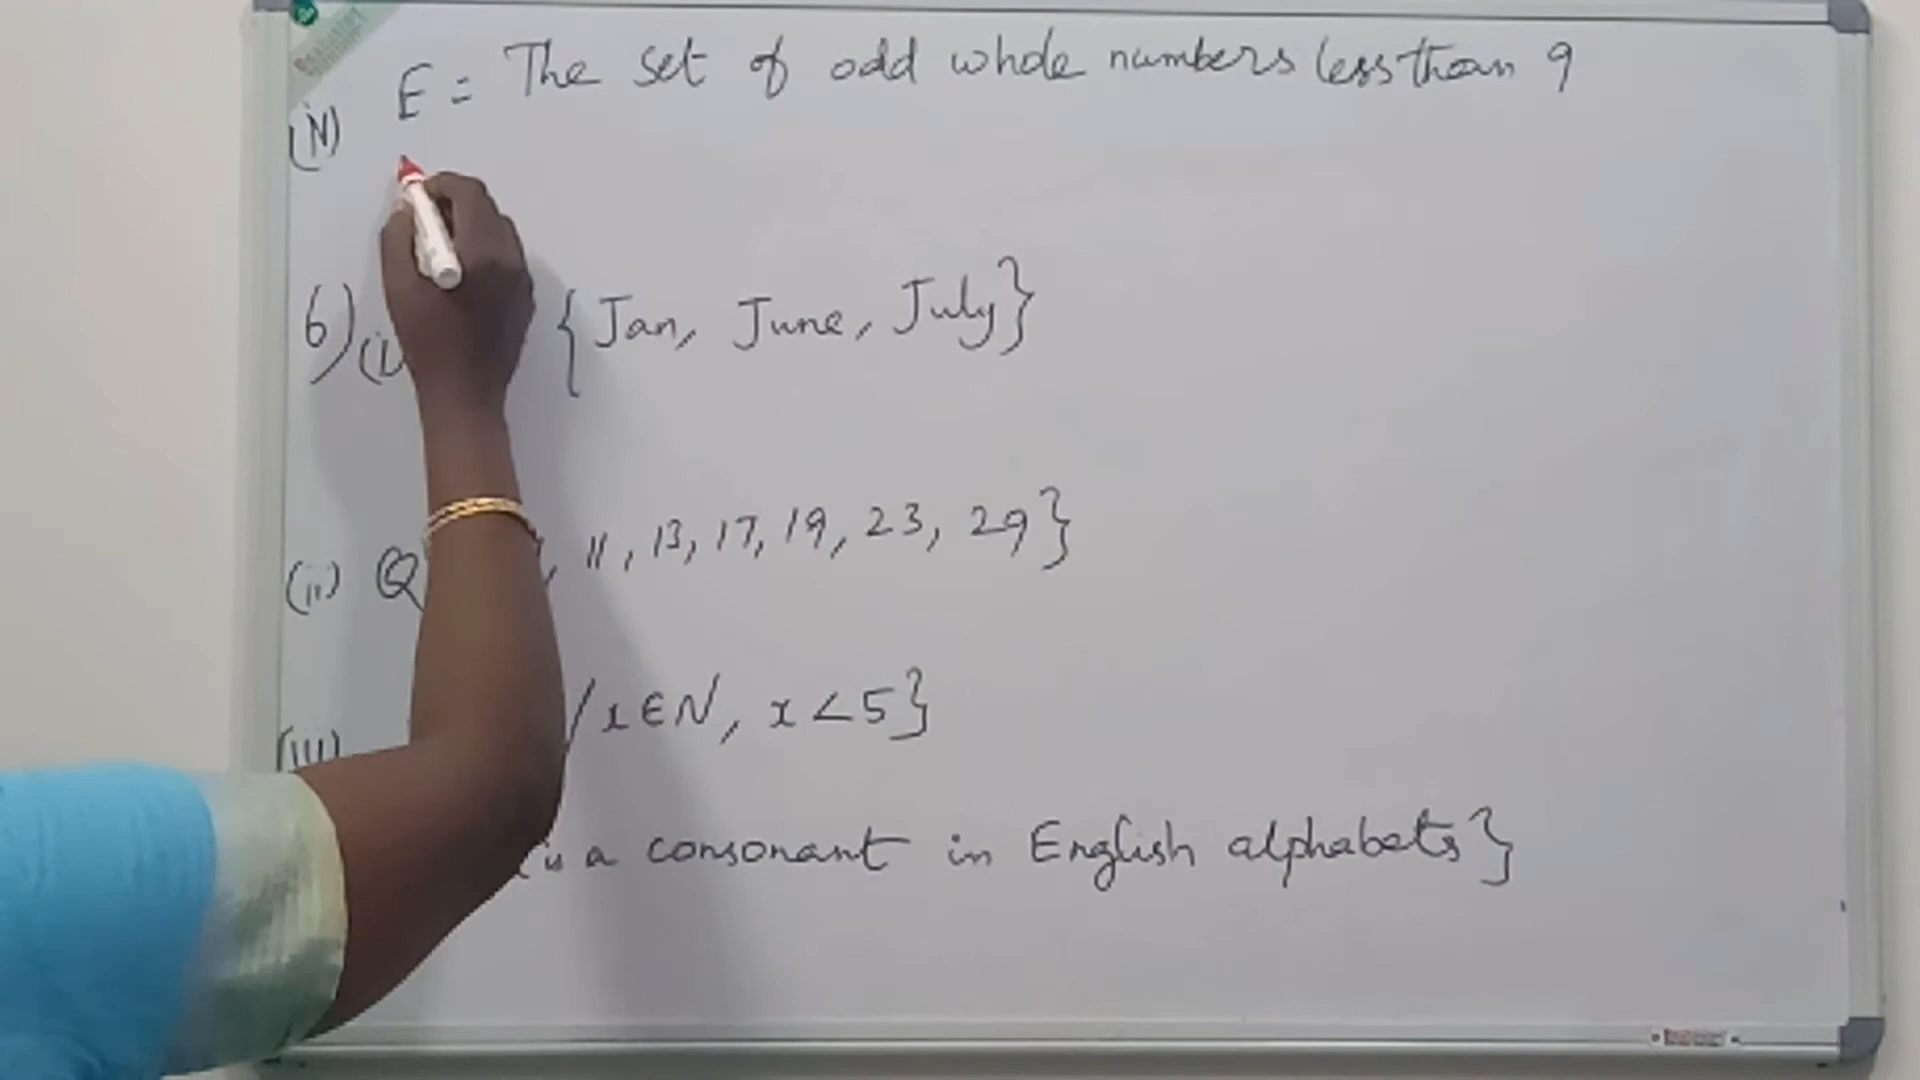 (iv) E = The set of odd whole numbers less than 9
6) (i) {Jan, June, July}
(ii) Q , 11, 13, 17, 19, 23, 29}
(iii) / x ∈ N, x < 5}
is a consonant in English alphabets}